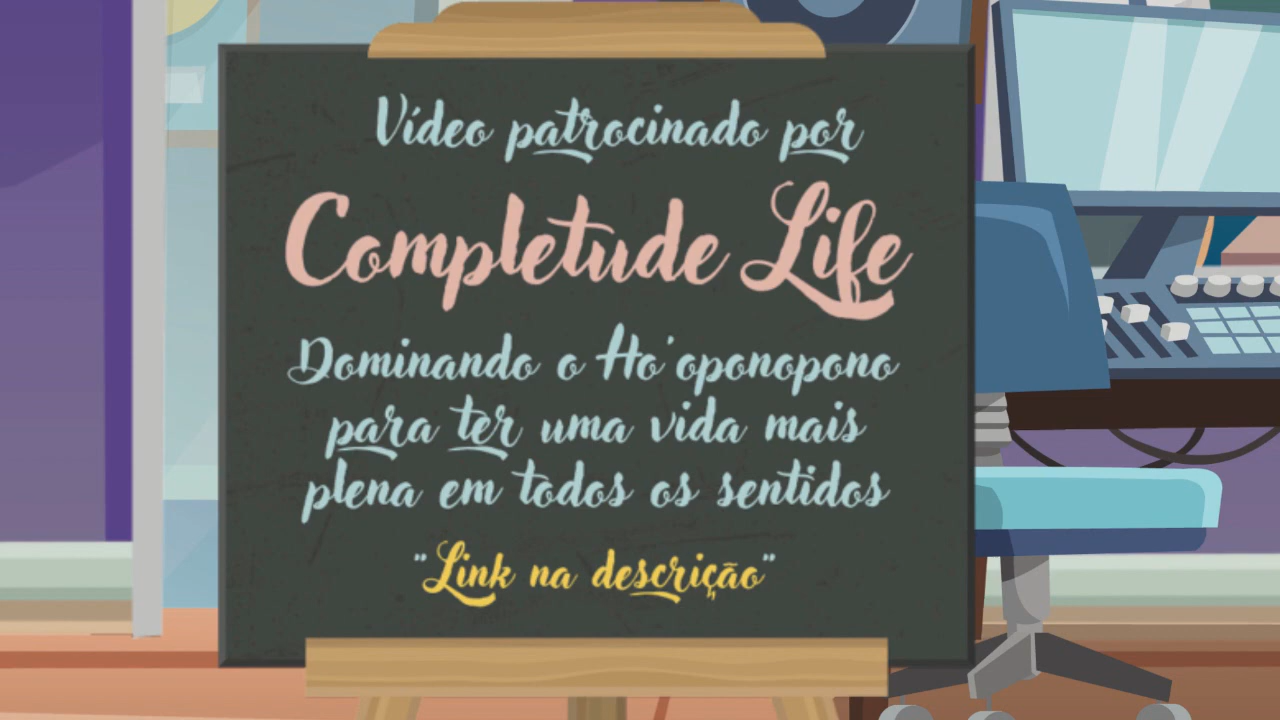 Vídeo patrocinado por
Completude Life
Dominando o Ho'oponopono
para ter uma vida mais
plena em todos os sentidos
"Link na descrição"